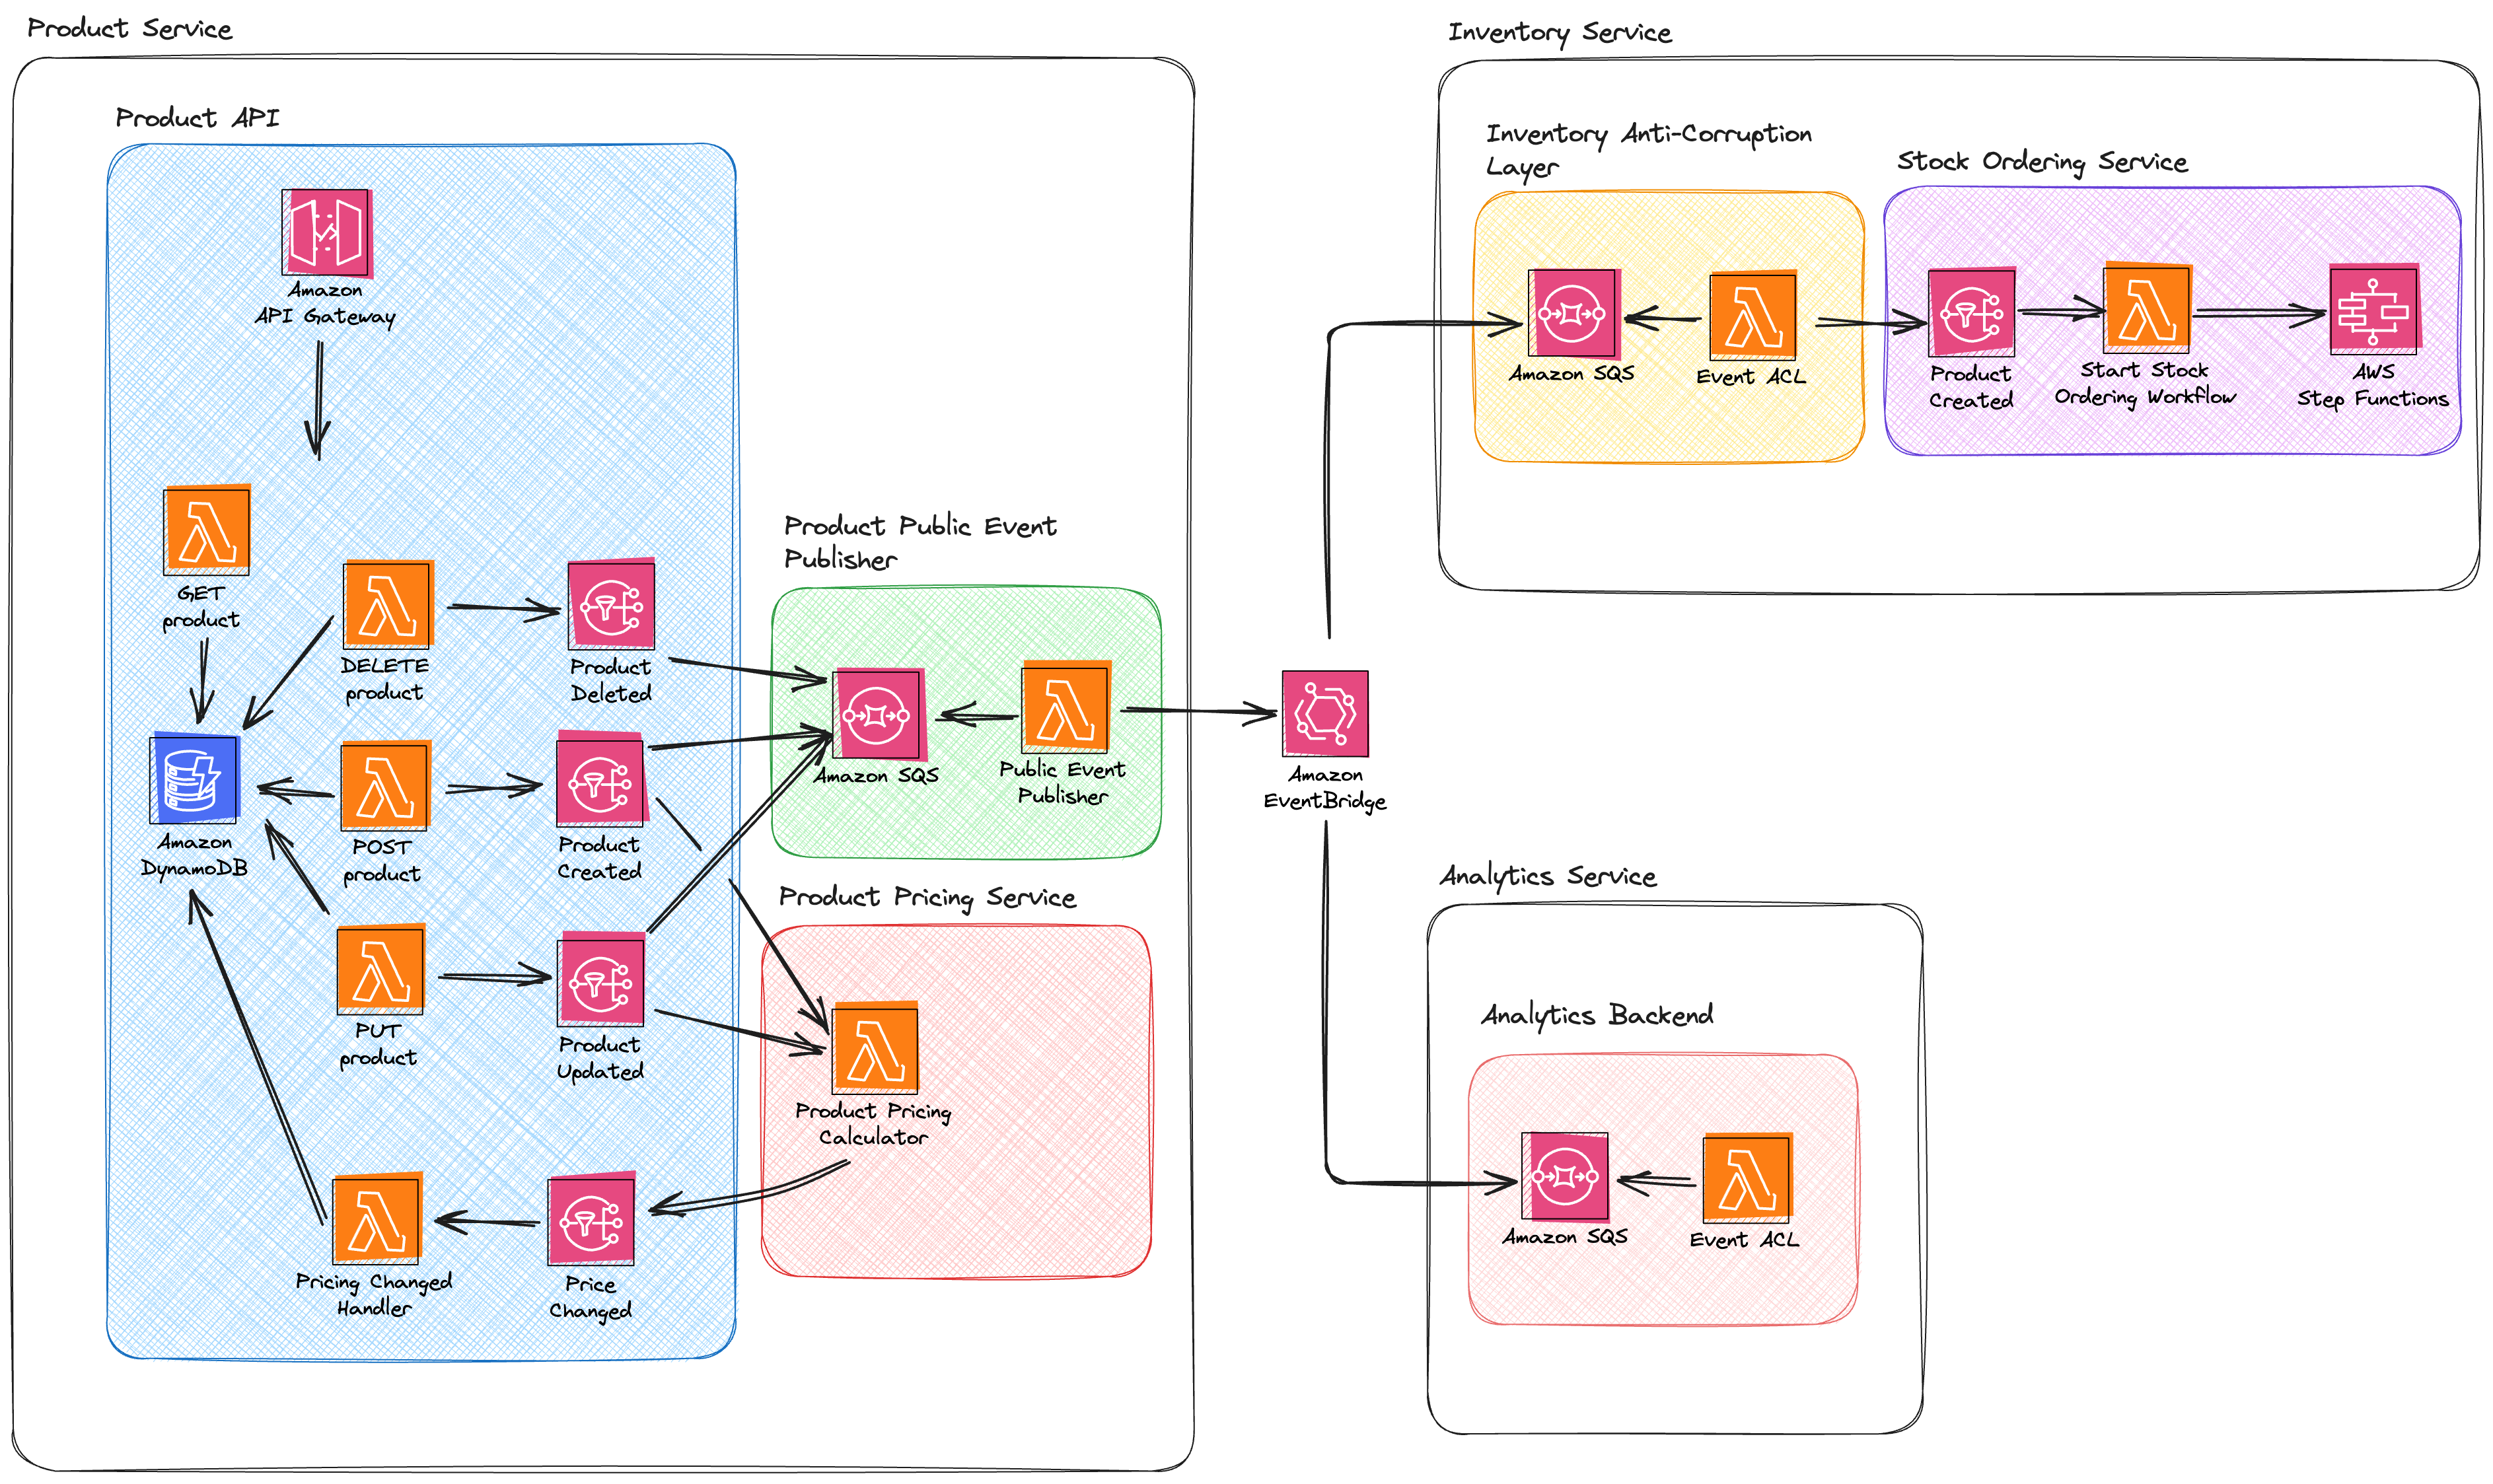 Product Service
Product API
Amazon
API Gateway
GET
product
DELETE
product
Product
Deleted
Amazon
DynamoDB
POST
product
Product
Created
PUT
product
Product
Updated
Pricing Changed
Handler
Price
Changed
Product Public Event
Publisher
Amazon SQS
Public Event
Publisher
Product Pricing Service
Product Pricing
Calculator
Amazon
EventBridge
Inventory Service
Inventory Anti-Corruption
Layer
Amazon SQS
Event ACL
Stock Ordering Service
Product
Created
Start Stock
Ordering Workflow
AWS
Step Functions
Analytics Service
Analytics Backend
Amazon SQS
Event ACL